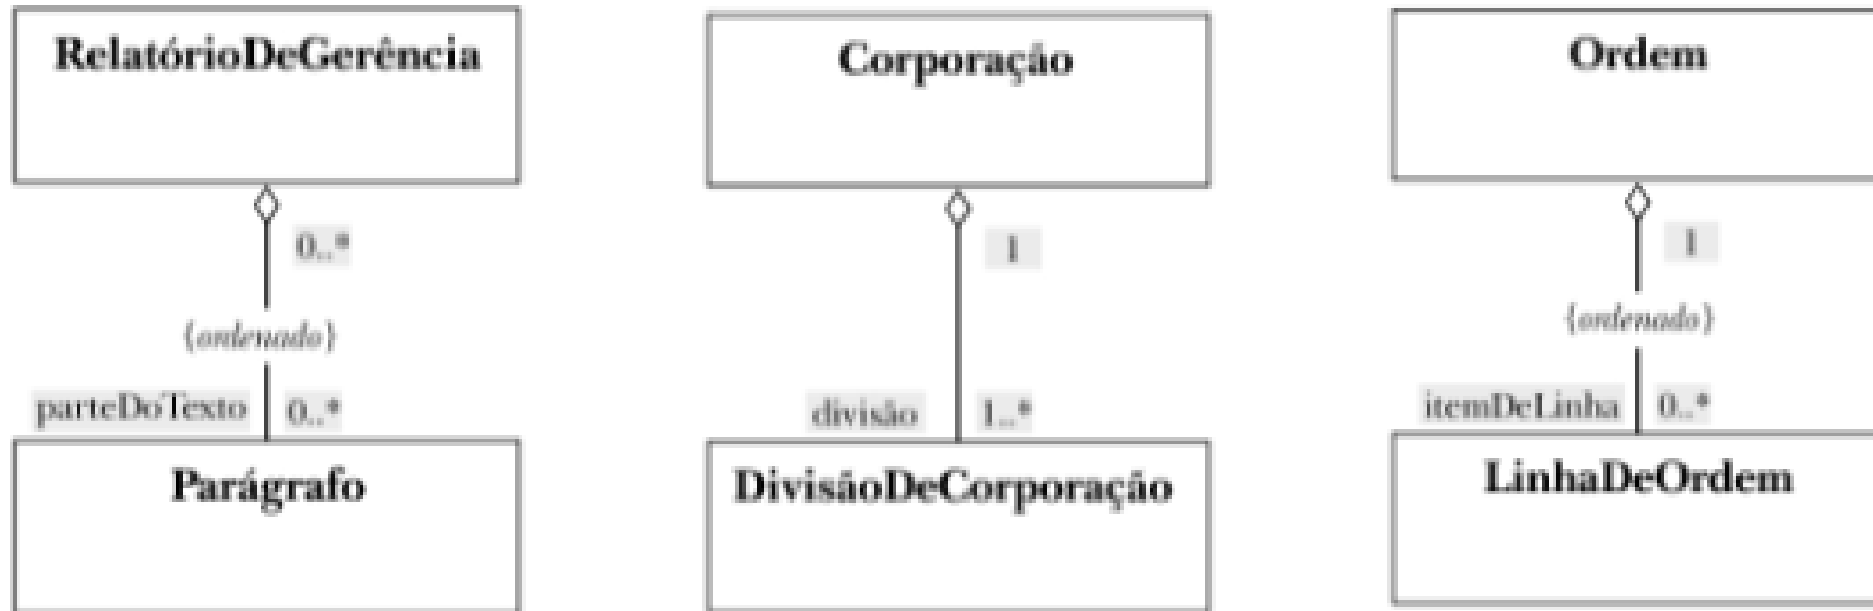 RelatórioDeGerência
0..*
{ordenado}
parteDoTexto 0..*
Parágrafo
Corporação
1
divisão 1..*
DivisãoDeCorporação
Ordem
1
{ordenado}
itemDeLinha 0..*
LinhaDeOrdem